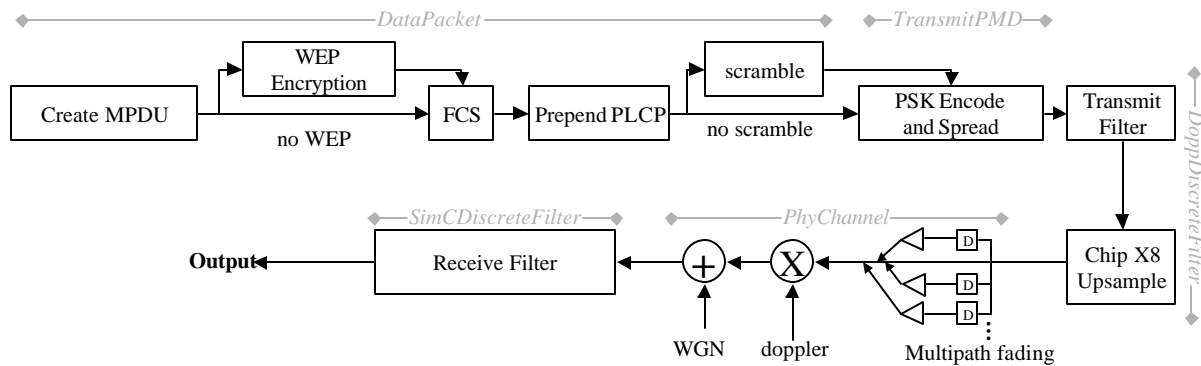 DataPacket
TransmitPMD
WEP
Encryption
scramble
Create MPDU
FCS
Prepend PLCP
PSK Encode
and Spread
Transmit
Filter
no WEP
no scramble
DoppDiscreteFilter
SimCDiscreteFilter
PhyChannel
Output
Receive Filter
+
X
D
D
D
Chip X8
Upsample
WGN
doppler
Multipath fading